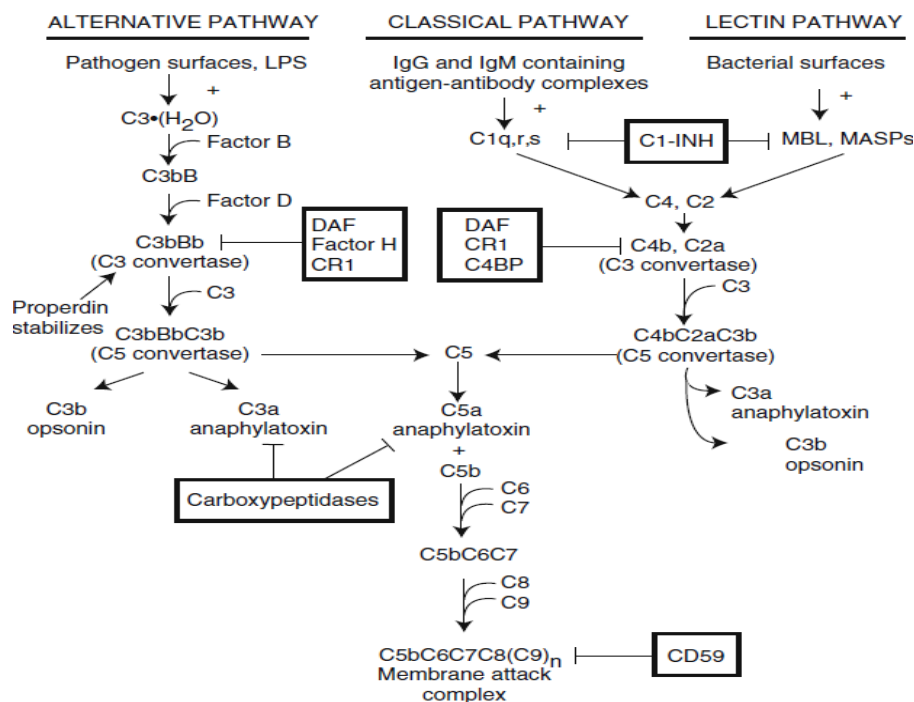 ALTERNATIVE PATHWAY
CLASSICAL PATHWAY
LECTIN PATHWAY
Pathogen surfaces, LPS
+
C3•(H2O)
Factor B
C3bB
Factor D
C3bBb
(C3 convertase)
DAF
Factor H
CR1
Properdin
stabilizes
C3
C3bBbC3b
(C5 convertase)
C3b
opsonin
C3a
anaphylatoxin
Carboxypeptidases
IgG and IgM containing
antigen-antibody complexes
+
C1q,r,s
C1-INH
Bacterial surfaces
+
MBL, MASPs
C4, C2
DAF
CR1
C4BP
C4b, C2a
(C3 convertase)
C3
C4bC2aC3b
(C5 convertase)
C3a
anaphylatoxin
C3b
opsonin
C5
C5a
anaphylatoxin
+
C5b
C6
C7
C5bC6C7
C8
C9
C5bC6C7C8(C9)n
Membrane attack
complex
CD59